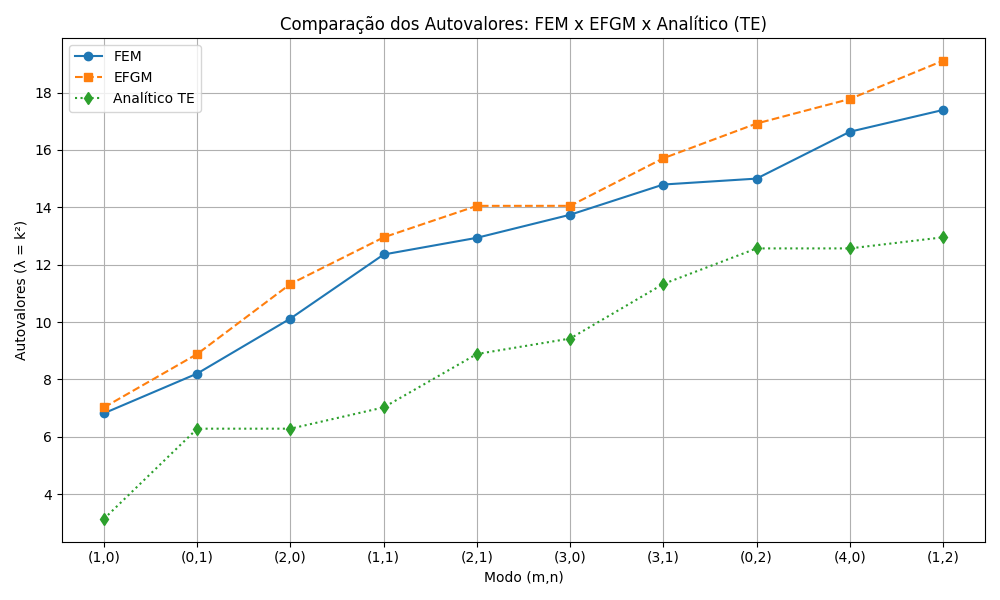 Comparação dos Autovalores: FEM x EFGM x Analítico (TE)
FEM
EFGM
Analítico TE
Autovalores (λ = k²)
18
16
14
12
10
8
6
4
(1,0) (0,1) (2,0) (1,1) (2,1) (3,0) (3,1) (0,2) (4,0) (1,2)
Modo (m,n)